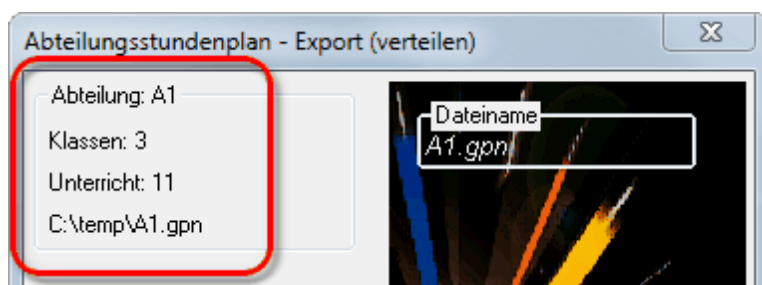 Abteilungsstundenplan - Export (verteilen)
Abteilung: A1
Klassen: 3
Unterricht: 11
C:\temp\A1.gpn
Dateiname
A1.gpn